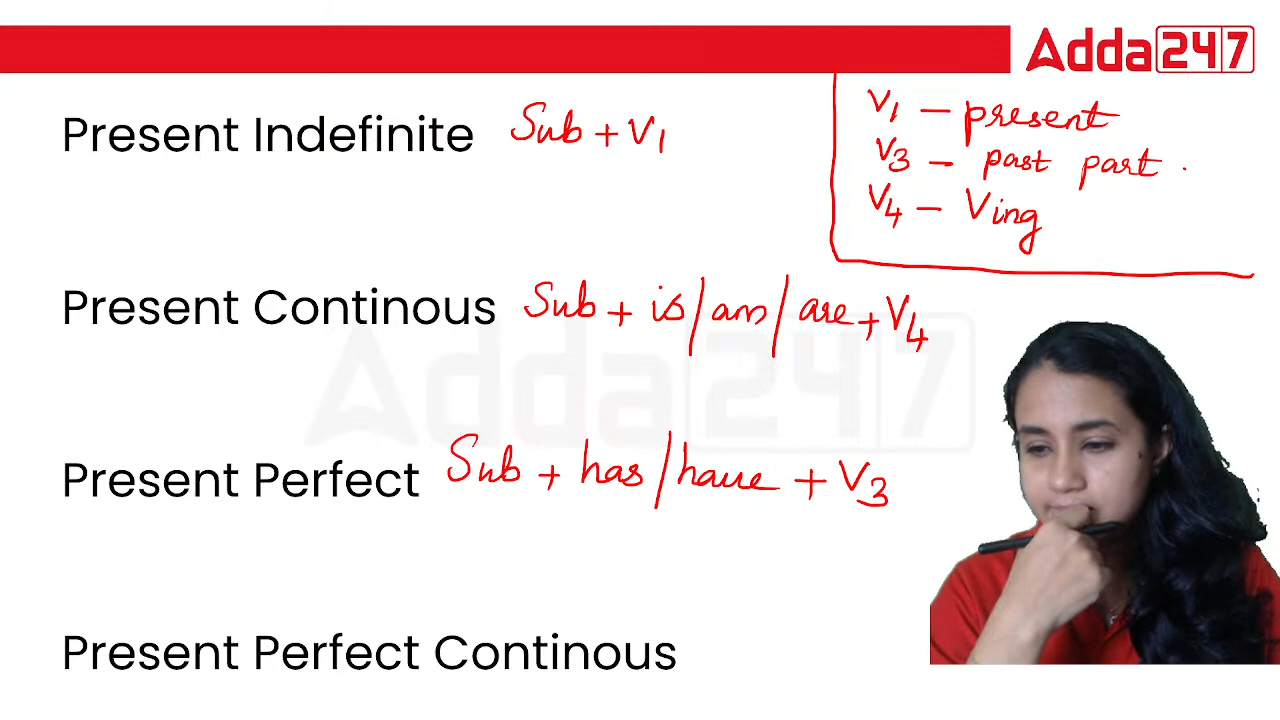 Adda247
Present Indefinite Sub + V1
V1 - present
V3 - past part.
V4 - Ving
Present Continous Sub + is/am/are + V4
Adda247
Present Perfect Sub + has/have + V3
Present Perfect Continous